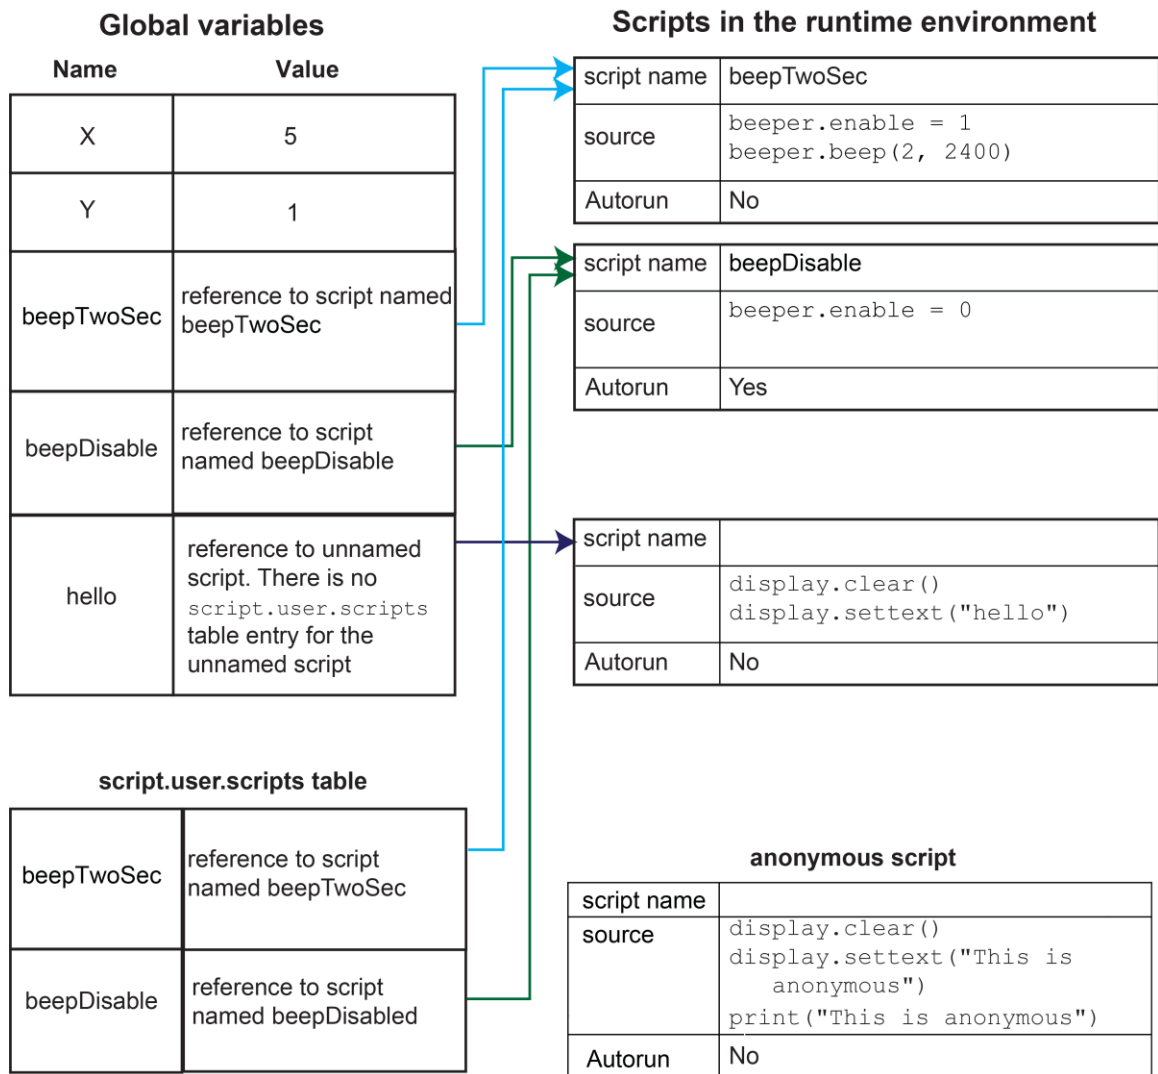 Global variables
Name Value
X 5
Y 1
beepTwoSec
reference to script named
beepTwoSec
beepDisable
reference to script
named beepDisable
hello
reference to unnamed
script. There is no
script.user.scripts
table entry for the
unnamed script
script.user.scripts table
beepTwoSec
reference to script
named beepTwoSec
beepDisable
reference to script
named beepDisabled
Scripts in the runtime environment
script name beepTwoSec
source
beeper.enable = 1
beeper.beep(2, 2400)
Autorun No
script name beepDisable
source
beeper.enable = 0
Autorun Yes
script name
source
display.clear()
display.settext("hello")
Autorun No
anonymous script
script name
source
display.clear()
display.settext("This is
anonymous")
print("This is anonymous")
Autorun No